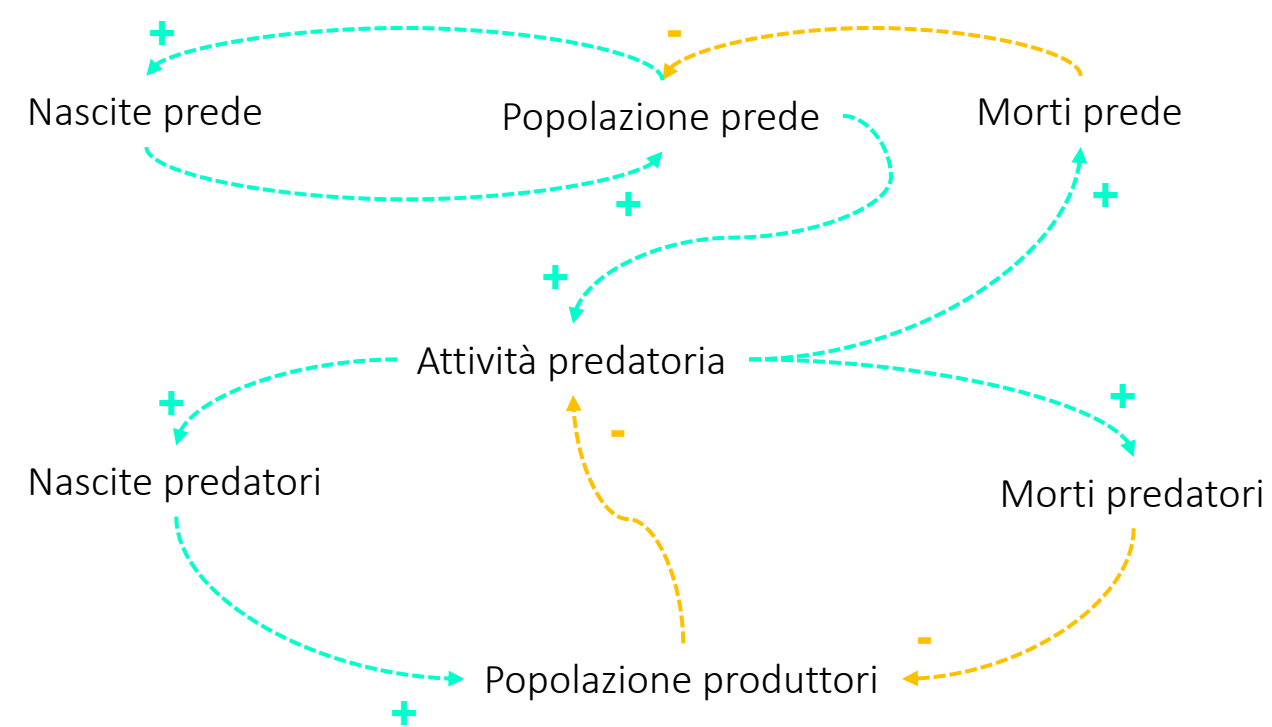 +
-
Nascite prede
Popolazione prede
Morti prede
+
+
+
Attività predatoria
+
+
-
Nascite predatori
Morti predatori
-
Popolazione produttori
+